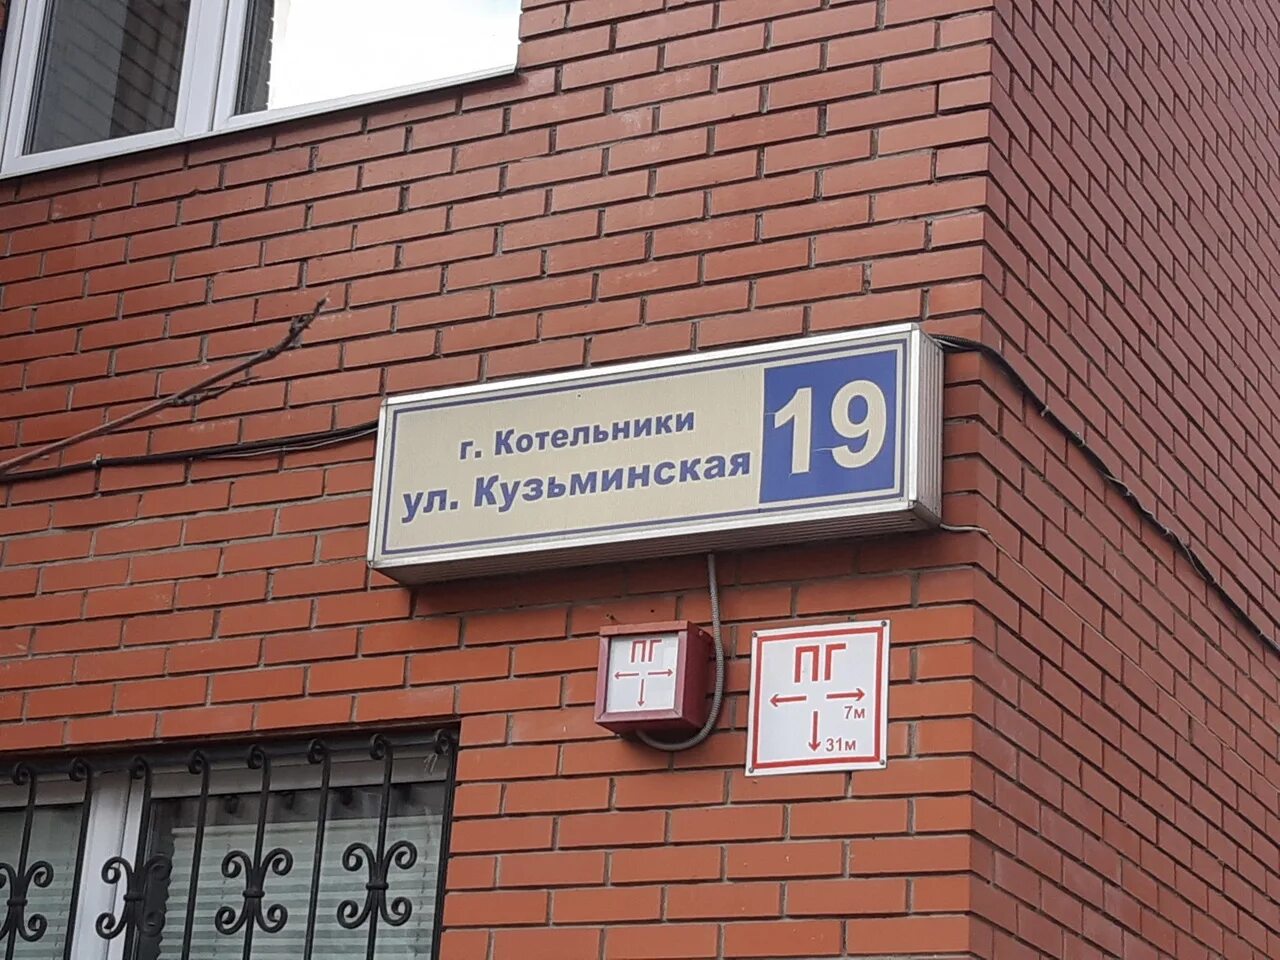 г. Котельники
ул. Кузьминская
19
ПГ
ПГ
7м
31м